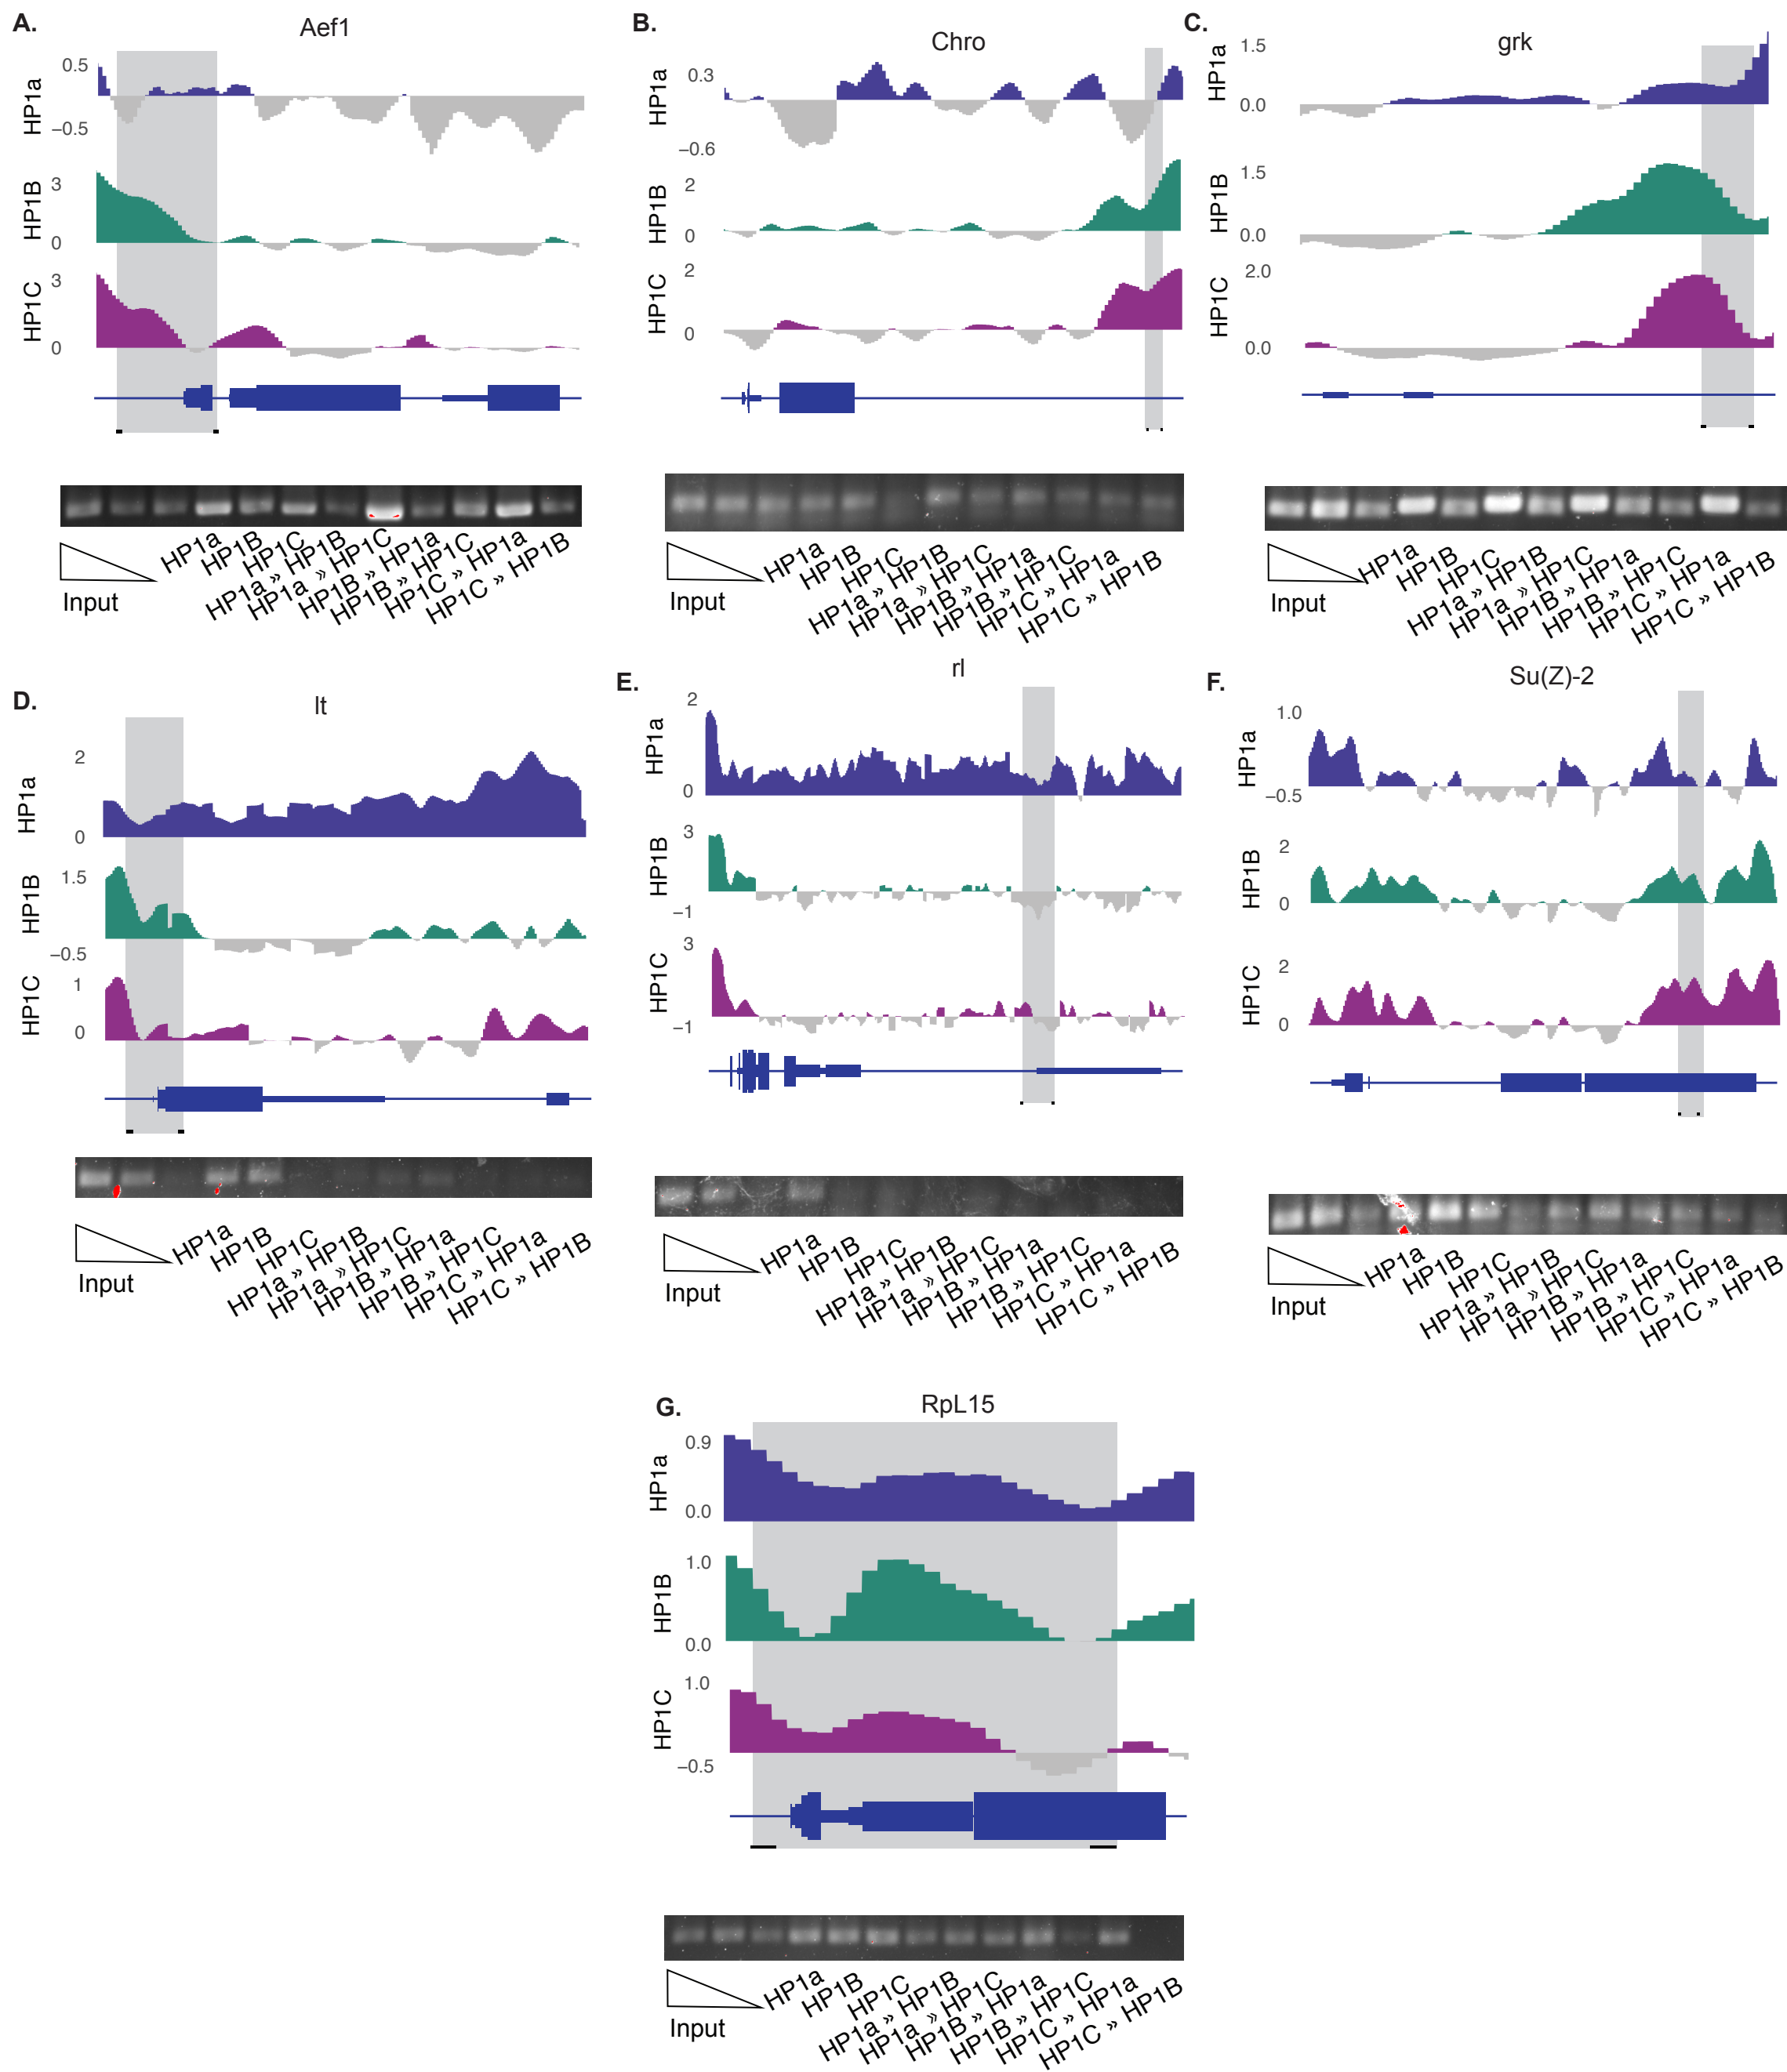 A.
Aef1
HP1a
0.5
−0.5
HP1B
3
0
HP1C
3
0
Input
HP1a
HP1B
HP1C
HP1a » HP1B
HP1a » HP1C
HP1B » HP1a
HP1B » HP1C
HP1C » HP1a
HP1C » HP1B
B.
Chro
HP1a
0.3
−0.6
HP1B
2
0
HP1C
2
0
Input
HP1a
HP1B
HP1C
HP1a » HP1B
HP1a » HP1C
HP1B » HP1a
HP1B » HP1C
HP1C » HP1a
HP1C » HP1B
C.
grk
HP1a
1.5
0.0
HP1B
1.5
0.0
HP1C
2.0
0.0
Input
HP1a
HP1B
HP1C
HP1a » HP1B
HP1a » HP1C
HP1B » HP1a
HP1B » HP1C
HP1C » HP1a
HP1C » HP1B
D.
lt
HP1a
2
0
HP1B
1.5
−0.5
HP1C
1
0
Input
HP1a
HP1B
HP1C
HP1a » HP1B
HP1a » HP1C
HP1B » HP1a
HP1B » HP1C
HP1C » HP1a
HP1C » HP1B
E.
rl
HP1a
2
0
HP1B
3
−1
HP1C
3
−1
Input
HP1a
HP1B
HP1C
HP1a » HP1B
HP1a » HP1C
HP1B » HP1a
HP1B » HP1C
HP1C » HP1a
HP1C » HP1B
F.
Su(Z)-2
HP1a
1.0
−0.5
HP1B
2
0
HP1C
2
0
Input
HP1a
HP1B
HP1C
HP1a » HP1B
HP1a » HP1C
HP1B » HP1a
HP1B » HP1C
HP1C » HP1a
HP1C » HP1B
G.
RpL15
HP1a
0.9
0.0
HP1B
1.0
0.0
HP1C
1.0
−0.5
Input
HP1a
HP1B
HP1C
HP1a » HP1B
HP1a » HP1C
HP1B » HP1a
HP1B » HP1C
HP1C » HP1a
HP1C » HP1B